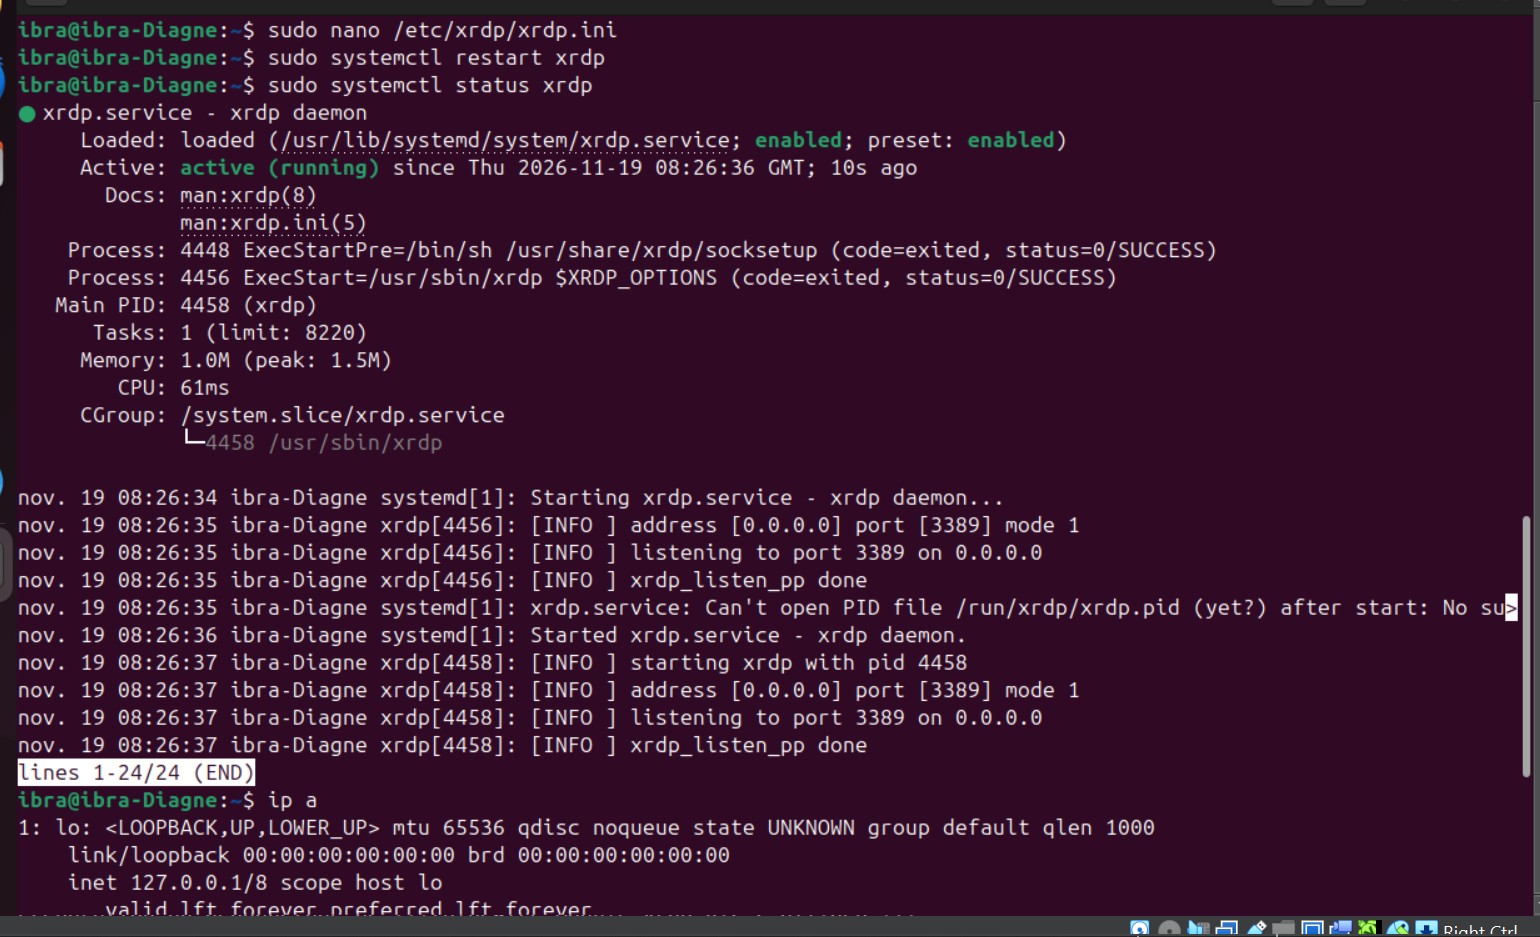 ibra@ibra-Diagne:~$ sudo nano /etc/xrdp/xrdp.ini
ibra@ibra-Diagne:~$ sudo systemctl restart xrdp
ibra@ibra-Diagne:~$ sudo systemctl status xrdp
● xrdp.service - xrdp daemon
     Loaded: loaded (/usr/lib/systemd/system/xrdp.service; enabled; preset: enabled)
     Active: active (running) since Thu 2026-11-19 08:26:36 GMT; 10s ago
       Docs: man:xrdp(8)
             man:xrdp.ini(5)
    Process: 4448 ExecStartPre=/bin/sh /usr/share/xrdp/socksetup (code=exited, status=0/SUCCESS)
    Process: 4456 ExecStart=/usr/sbin/xrdp $XRDP_OPTIONS (code=exited, status=0/SUCCESS)
   Main PID: 4458 (xrdp)
      Tasks: 1 (limit: 8220)
     Memory: 1.0M (peak: 1.5M)
        CPU: 61ms
     CGroup: /system.slice/xrdp.service
             └─4458 /usr/sbin/xrdp
nov. 19 08:26:34 ibra-Diagne systemd[1]: Starting xrdp.service - xrdp daemon...
nov. 19 08:26:35 ibra-Diagne xrdp[4456]: [INFO ] address [0.0.0.0] port [3389] mode 1
nov. 19 08:26:35 ibra-Diagne xrdp[4456]: [INFO ] listening to port 3389 on 0.0.0.0
nov. 19 08:26:35 ibra-Diagne xrdp[4456]: [INFO ] xrdp_listen_pp done
nov. 19 08:26:35 ibra-Diagne systemd[1]: xrdp.service: Can't open PID file /run/xrdp/xrdp.pid (yet?) after start: No su>
nov. 19 08:26:36 ibra-Diagne systemd[1]: Started xrdp.service - xrdp daemon.
nov. 19 08:26:37 ibra-Diagne xrdp[4458]: [INFO ] starting xrdp with pid 4458
nov. 19 08:26:37 ibra-Diagne xrdp[4458]: [INFO ] address [0.0.0.0] port [3389] mode 1
nov. 19 08:26:37 ibra-Diagne xrdp[4458]: [INFO ] listening to port 3389 on 0.0.0.0
nov. 19 08:26:37 ibra-Diagne xrdp[4458]: [INFO ] xrdp_listen_pp done
lines 1-24/24 (END)
ibra@ibra-Diagne:~$ ip a
1: lo: <LOOPBACK,UP,LOWER_UP> mtu 65536 qdisc noqueue state UNKNOWN group default qlen 1000
    link/loopback 00:00:00:00:00:00 brd 00:00:00:00:00:00
    inet 127.0.0.1/8 scope host lo
       valid_lft forever preferred_lft forever
Right Ctrl